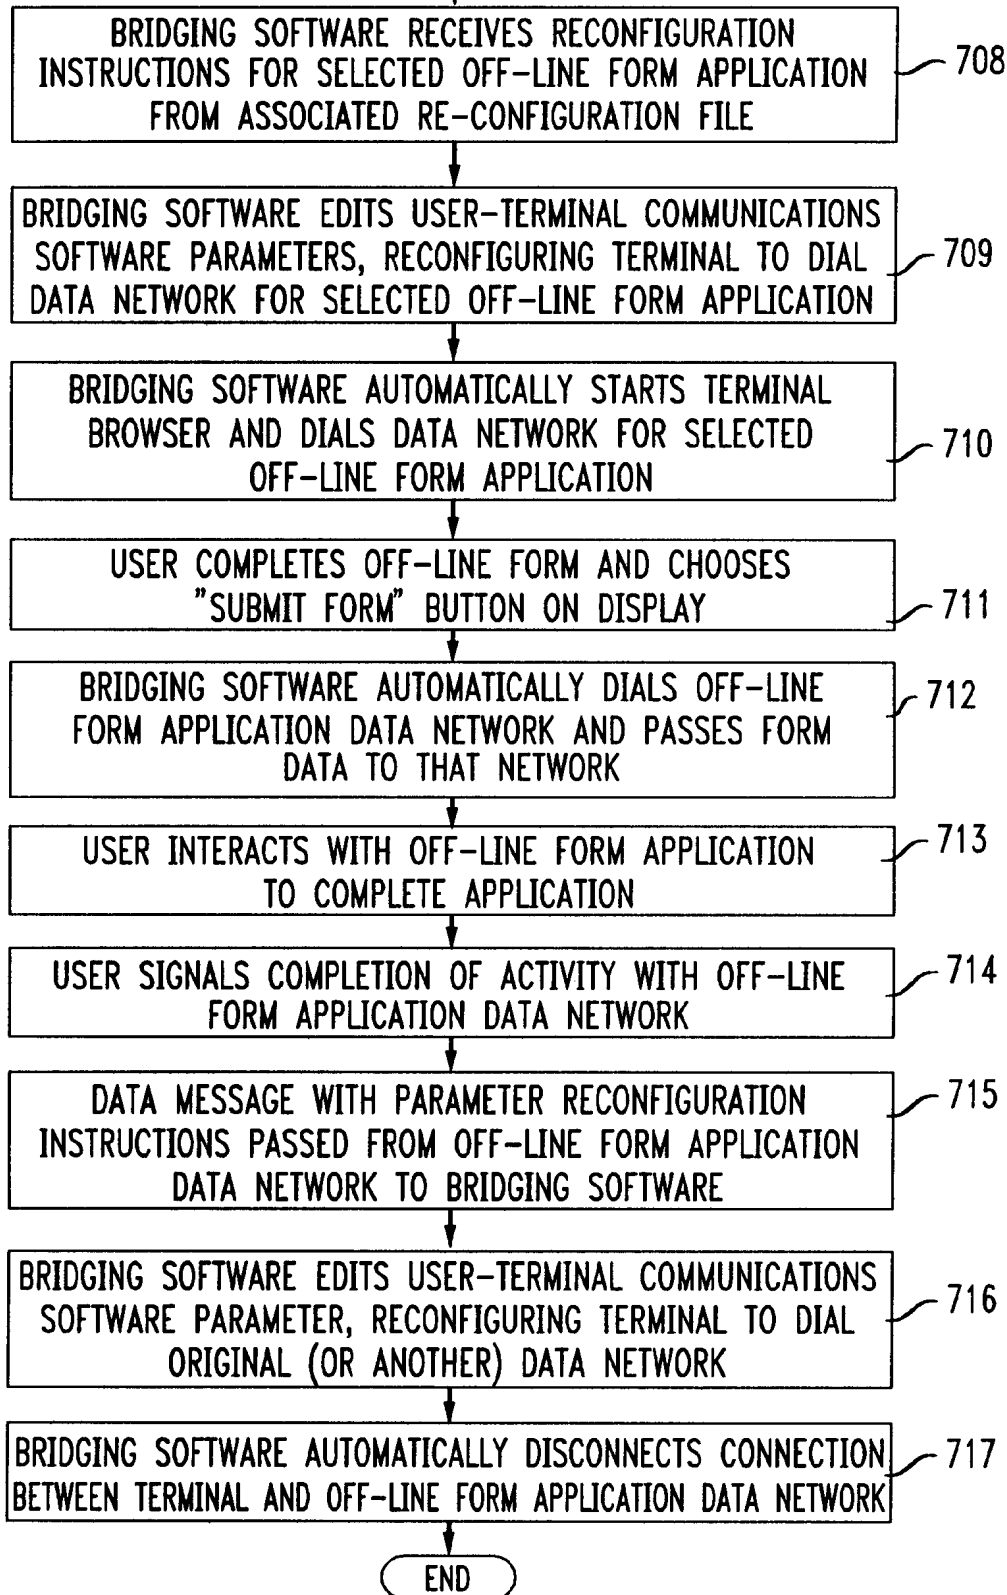 BRIDGING SOFTWARE RECEIVES RECONFIGURATION
INSTRUCTIONS FOR SELECTED OFF-LINE FORM APPLICATION
FROM ASSOCIATED RE-CONFIGURATION FILE
708
BRIDGING SOFTWARE EDITS USER-TERMINAL COMMUNICATIONS
SOFTWARE PARAMETERS, RECONFIGURING TERMINAL TO DIAL
DATA NETWORK FOR SELECTED OFF-LINE FORM APPLICATION
709
BRIDGING SOFTWARE AUTOMATICALLY STARTS TERMINAL
BROWSER AND DIALS DATA NETWORK FOR SELECTED
OFF-LINE FORM APPLICATION
710
USER COMPLETES OFF-LINE FORM AND CHOOSES
"SUBMIT FORM" BUTTON ON DISPLAY
711
BRIDGING SOFTWARE AUTOMATICALLY DIALS OFF-LINE
FORM APPLICATION DATA NETWORK AND PASSES FORM
DATA TO THAT NETWORK
712
USER INTERACTS WITH OFF-LINE FORM APPLICATION
TO COMPLETE APPLICATION
713
USER SIGNALS COMPLETION OF ACTIVITY WITH OFF-LINE
FORM APPLICATION DATA NETWORK
714
DATA MESSAGE WITH PARAMETER RECONFIGURATION
INSTRUCTIONS PASSED FROM OFF-LINE FORM APPLICATION
DATA NETWORK TO BRIDGING SOFTWARE
715
BRIDGING SOFTWARE EDITS USER-TERMINAL COMMUNICATIONS
SOFTWARE PARAMETER, RECONFIGURING TERMINAL TO DIAL
ORIGINAL (OR ANOTHER) DATA NETWORK
716
BRIDGING SOFTWARE AUTOMATICALLY DISCONNECTS CONNECTION
BETWEEN TERMINAL AND OFF-LINE FORM APPLICATION DATA NETWORK
717
END